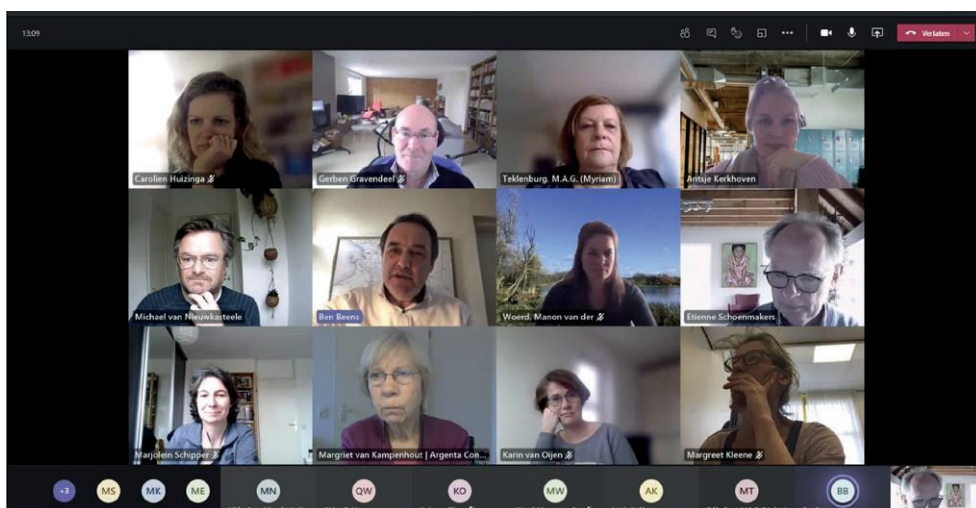 13:09
Verlaten
Carolien Huizinga
Gerben Gravendeel
Teklenburg. M.A.G. (Myriam)
Antsje Kerkhoven
Michael van Nieuwkasteele
Ben Beens
Woerd. Manon van der
Etienne Schoenmakers
Marjolein Schipper
Margriet van Kampenhout | Argenta Con...
Karin van Oijen
Margreet Kleene
+3
MS
MK
ME
MN
QW
KO
MW
AK
MT
BB